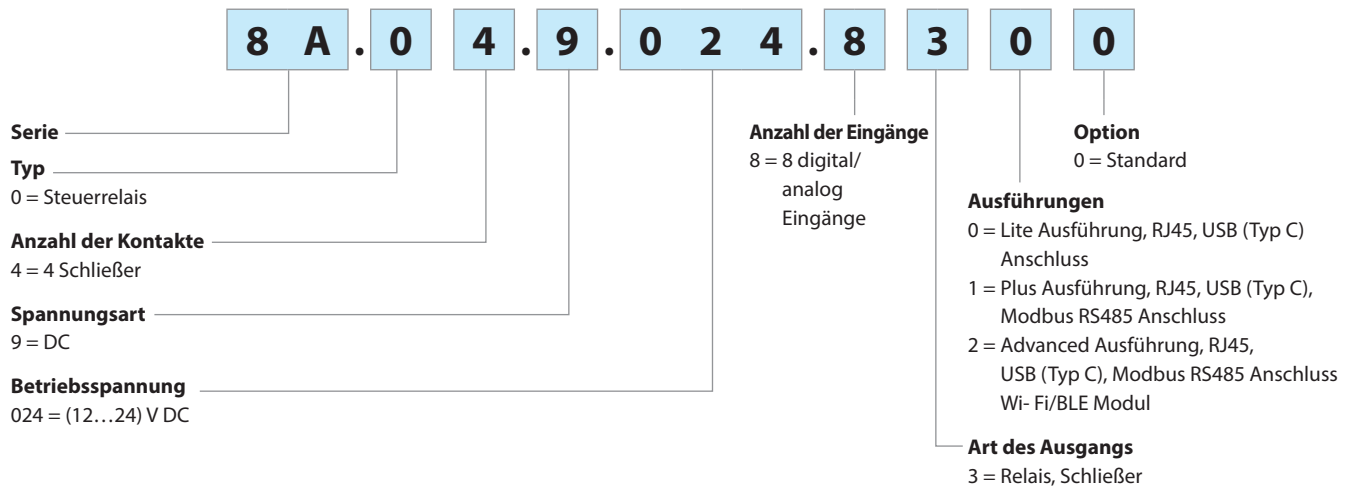 8 A . 0 4 . 9 . 0 2 4 . 8 3 0 0
Serie
Typ
0 = Steuerrelais
Anzahl der Kontakte
4 = 4 Schließer
Spannungsart
9 = DC
Betriebsspannung
024 = (12…24) V DC
Anzahl der Eingänge
8 = 8 digital/
analog
Eingänge
Option
0 = Standard
Ausführungen
0 = Lite Ausführung, RJ45, USB (Typ C)
Anschluss
1 = Plus Ausführung, RJ45, USB (Typ C),
Modbus RS485 Anschluss
2 = Advanced Ausführung, RJ45,
USB (Typ C), Modbus RS485 Anschluss
Wi- Fi/BLE Modul
Art des Ausgangs
3 = Relais, Schließer